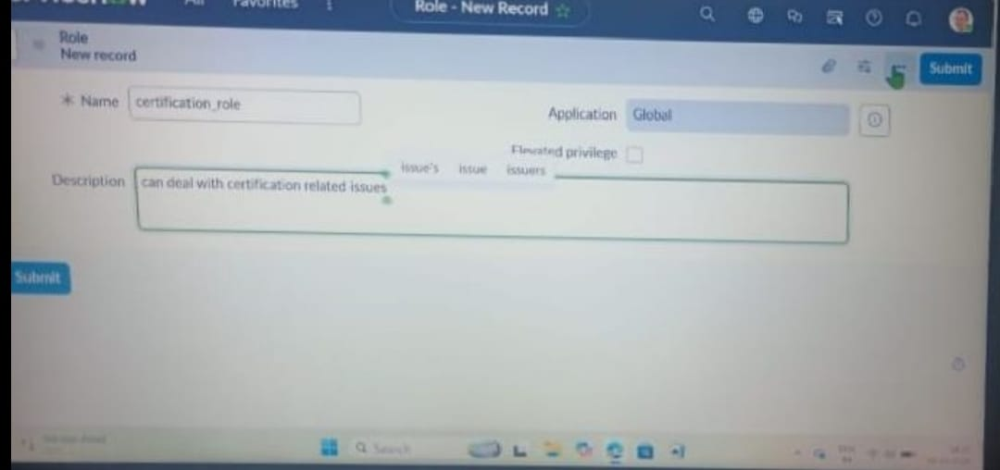 Favorites
Role - New Record
Role
New record
Submit
* Name certification_role
Application Global
Elevated privilege
issue's issue issuers
Description can deal with certification related issues
Submit
Search